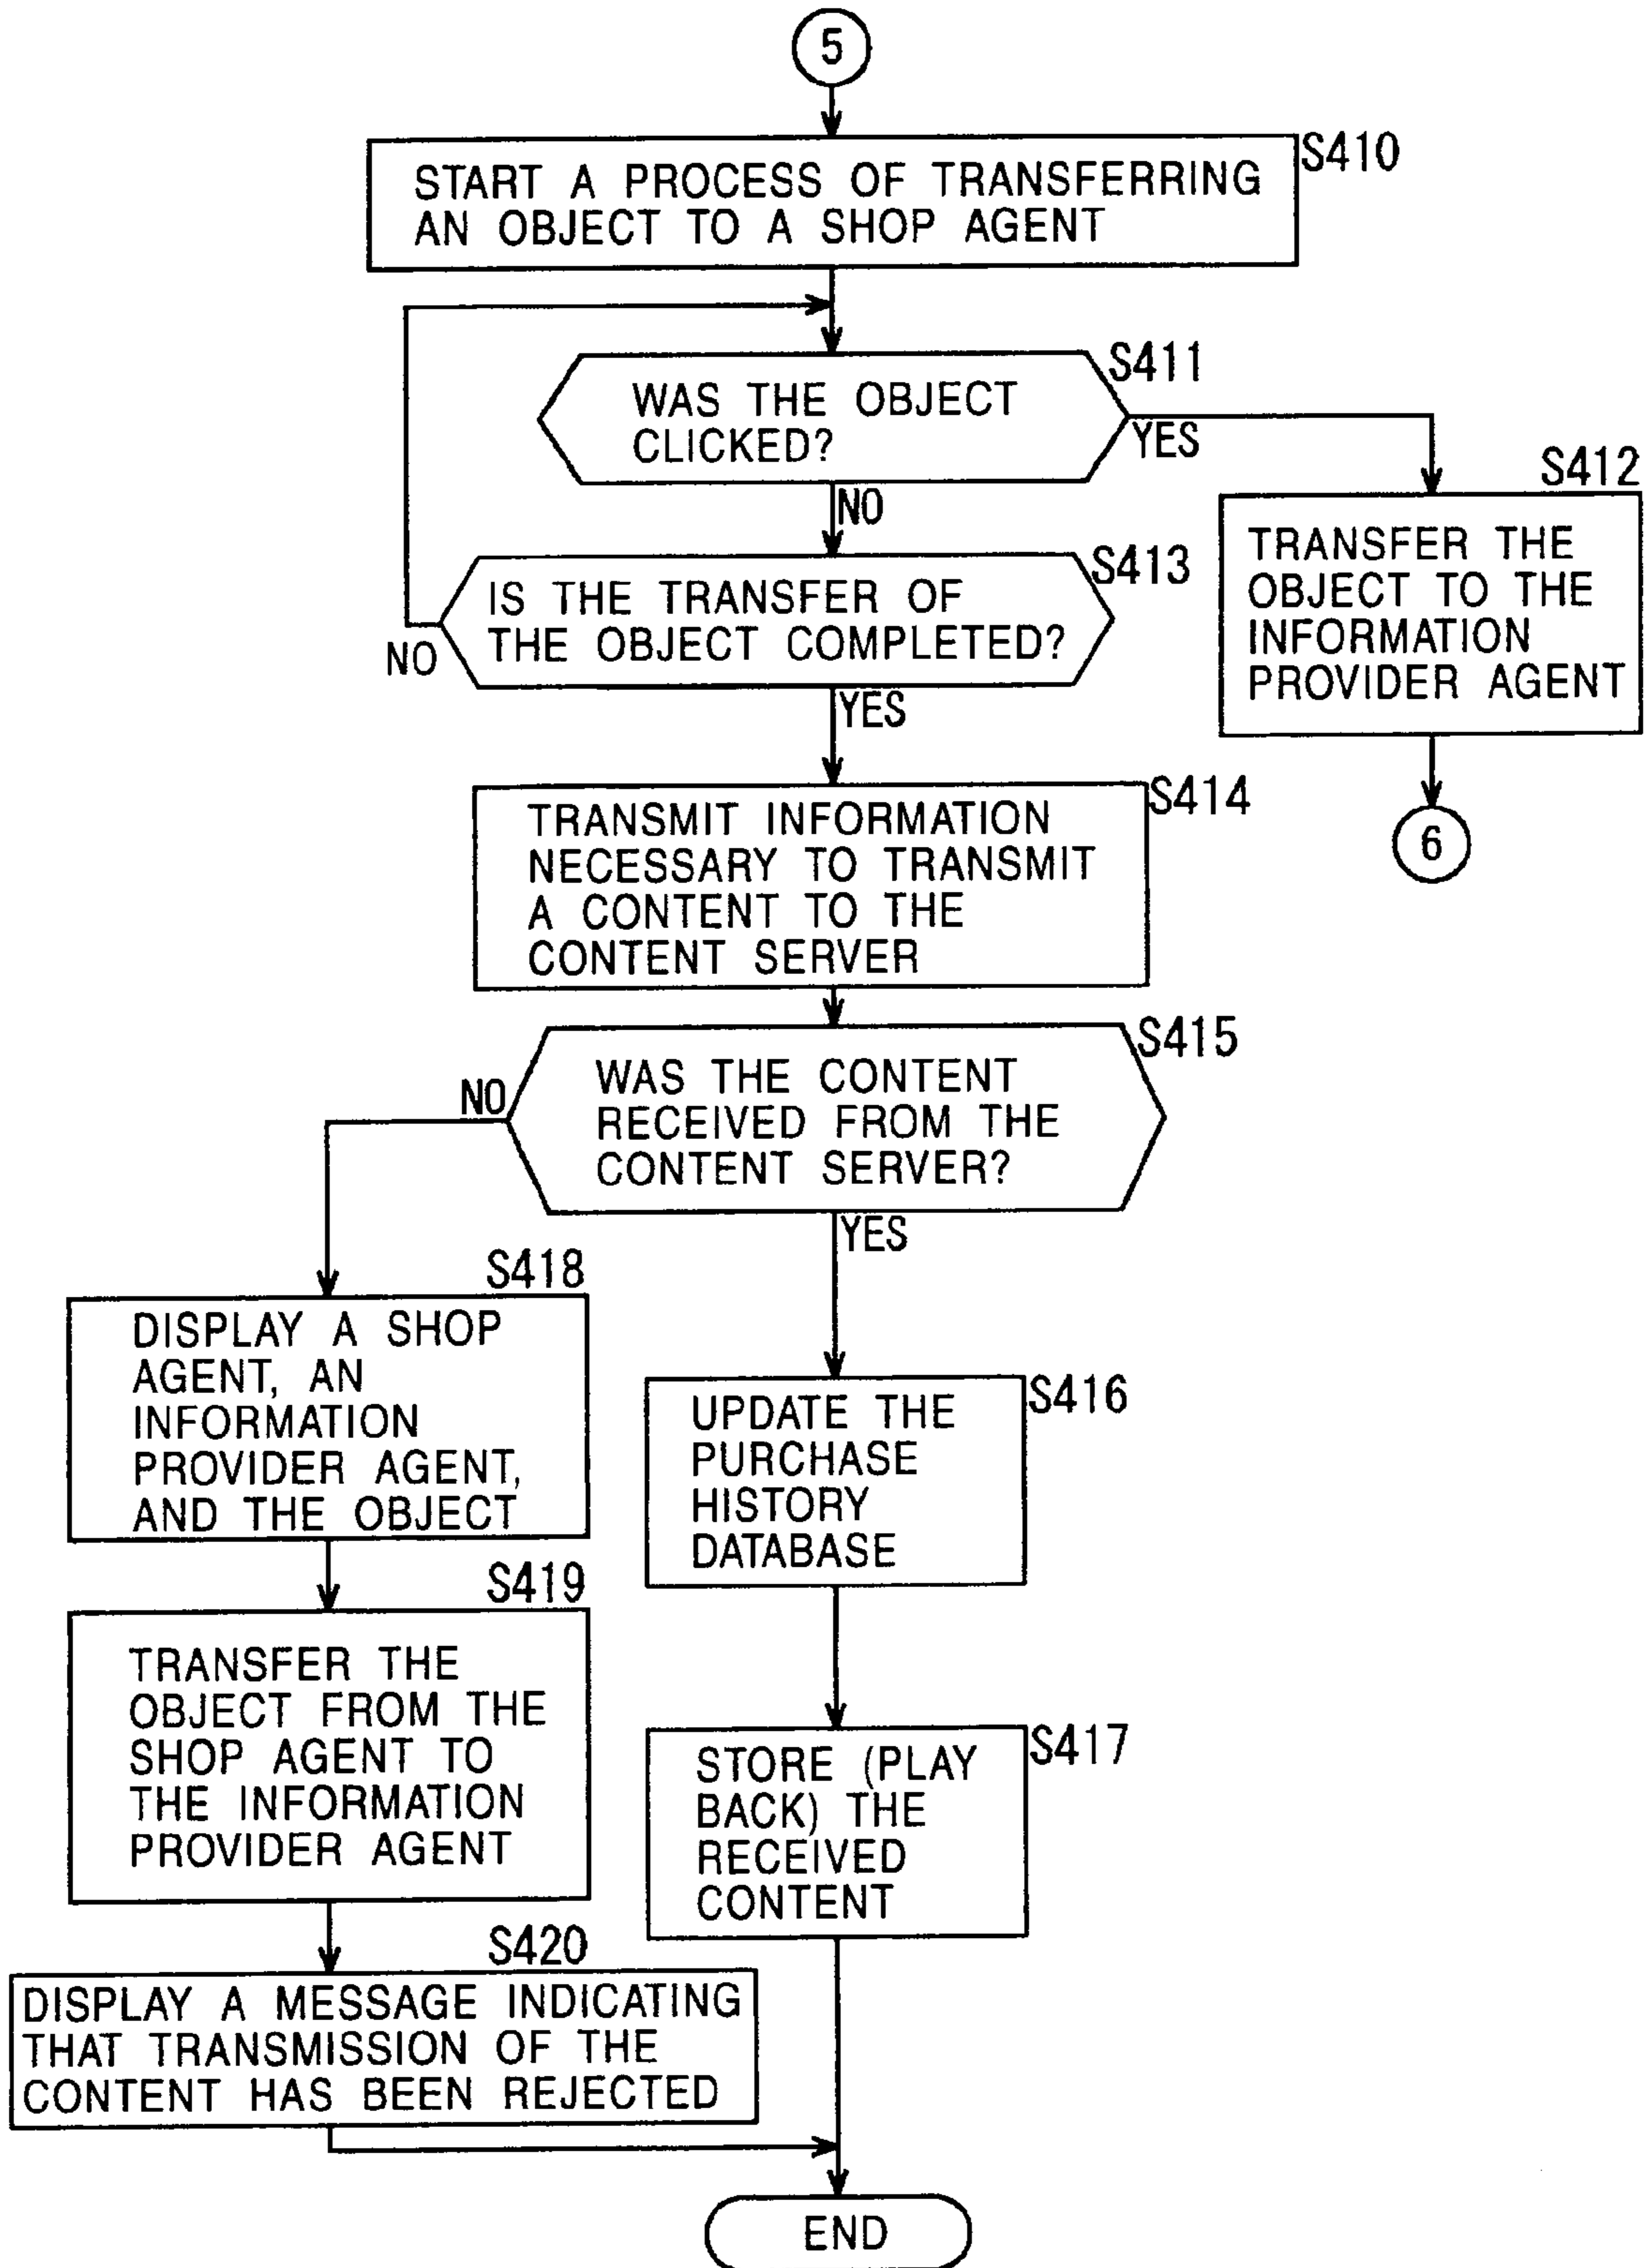 5
S410
START A PROCESS OF TRANSFERRING
AN OBJECT TO A SHOP AGENT
S411
WAS THE OBJECT
CLICKED?
YES
NO
S412
TRANSFER THE
OBJECT TO THE
INFORMATION
PROVIDER AGENT
6
S413
IS THE TRANSFER OF
THE OBJECT COMPLETED?
NO
YES
S414
TRANSMIT INFORMATION
NECESSARY TO TRANSMIT
A CONTENT TO THE
CONTENT SERVER
S415
WAS THE CONTENT
RECEIVED FROM THE
CONTENT SERVER?
NO
YES
S418
DISPLAY A SHOP
AGENT, AN
INFORMATION
PROVIDER AGENT,
AND THE OBJECT
S416
UPDATE THE
PURCHASE
HISTORY
DATABASE
S419
TRANSFER THE
OBJECT FROM THE
SHOP AGENT TO
THE INFORMATION
PROVIDER AGENT
S417
STORE (PLAY
BACK) THE
RECEIVED
CONTENT
S420
DISPLAY A MESSAGE INDICATING
THAT TRANSMISSION OF THE
CONTENT HAS BEEN REJECTED
END